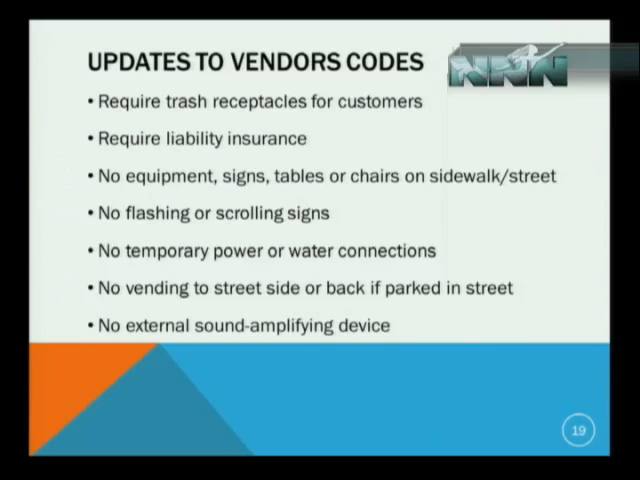 UPDATES TO VENDORS CODES
NNN
• Require trash receptacles for customers
• Require liability insurance
• No equipment, signs, tables or chairs on sidewalk/street
• No flashing or scrolling signs
• No temporary power or water connections
• No vending to street side or back if parked in street
• No external sound-amplifying device
19